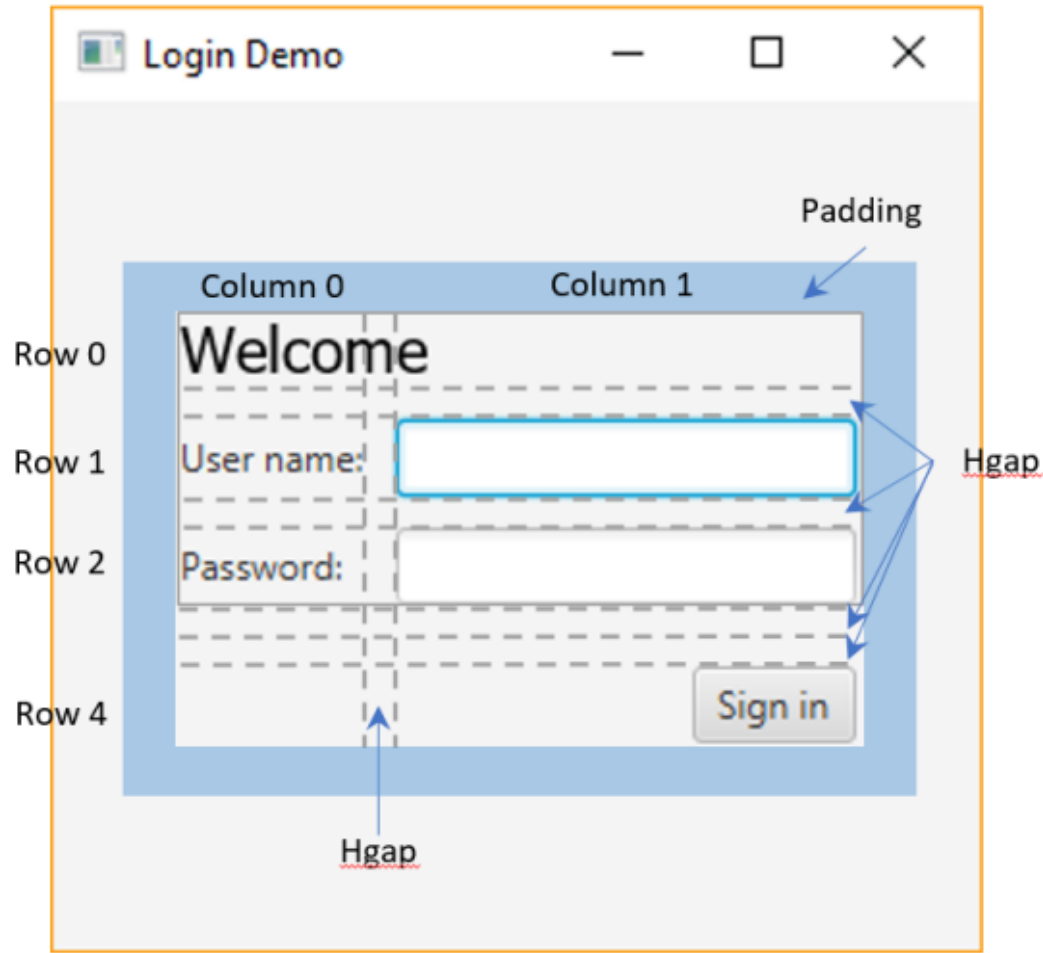 Login Demo
Padding
Column 0
Column 1
Row 0
Welcome
Row 1
User name:
Hgap
Row 2
Password:
Row 4
Sign in
Hgap